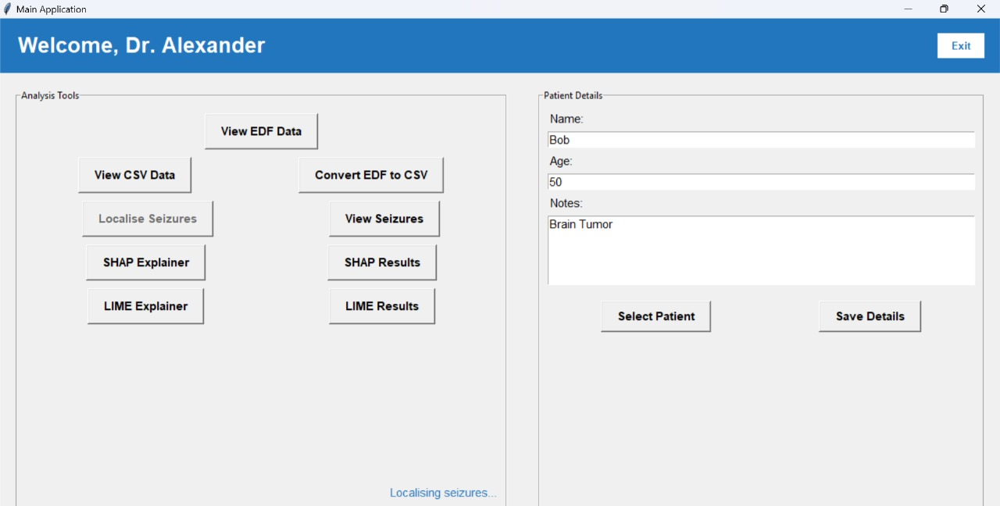 Main Application
Welcome, Dr. Alexander
Exit
Analysis Tools
View EDF Data
View CSV Data
Convert EDF to CSV
Localise Seizures
View Seizures
SHAP Explainer
SHAP Results
LIME Explainer
LIME Results
Localising seizures...
Patient Details
Name:
Bob
Age:
50
Notes:
Brain Tumor
Select Patient
Save Details